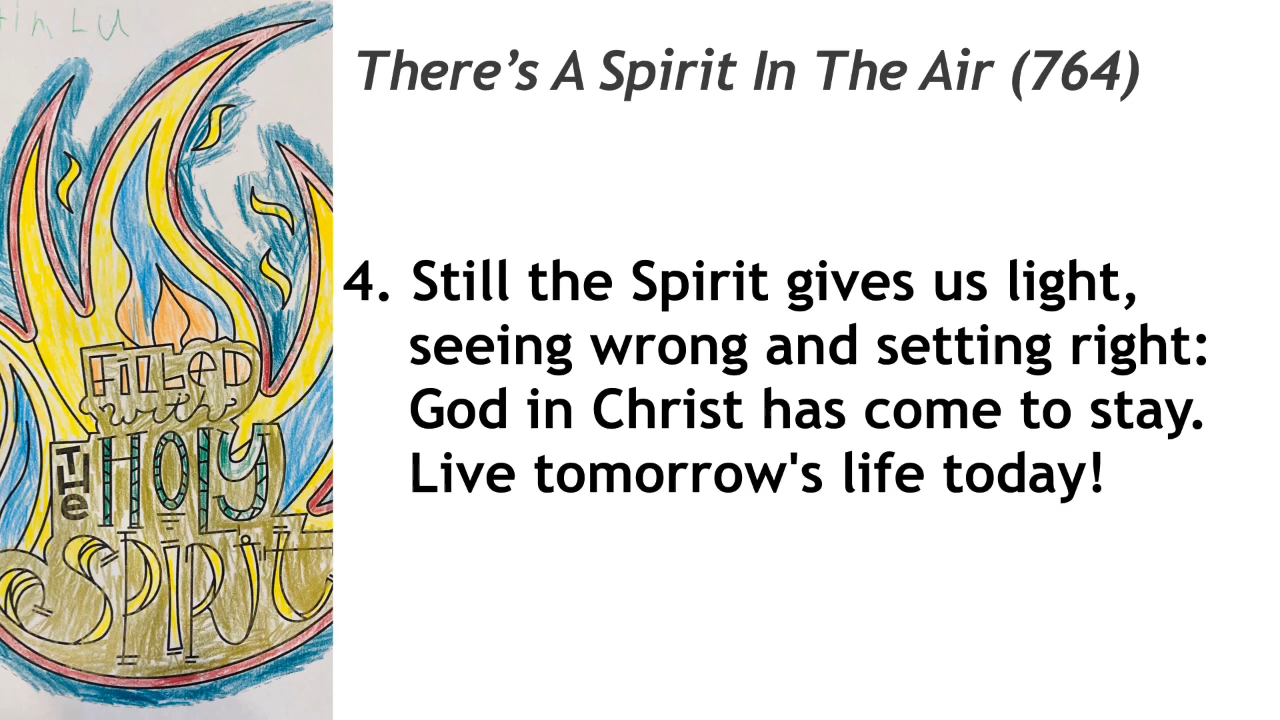 There's A Spirit In The Air (764)
4. Still the Spirit gives us light,
seeing wrong and setting right:
God in Christ has come to stay.
Live tomorrow's life today!
FiLLeD
with
THe HOLy
SPiRiT